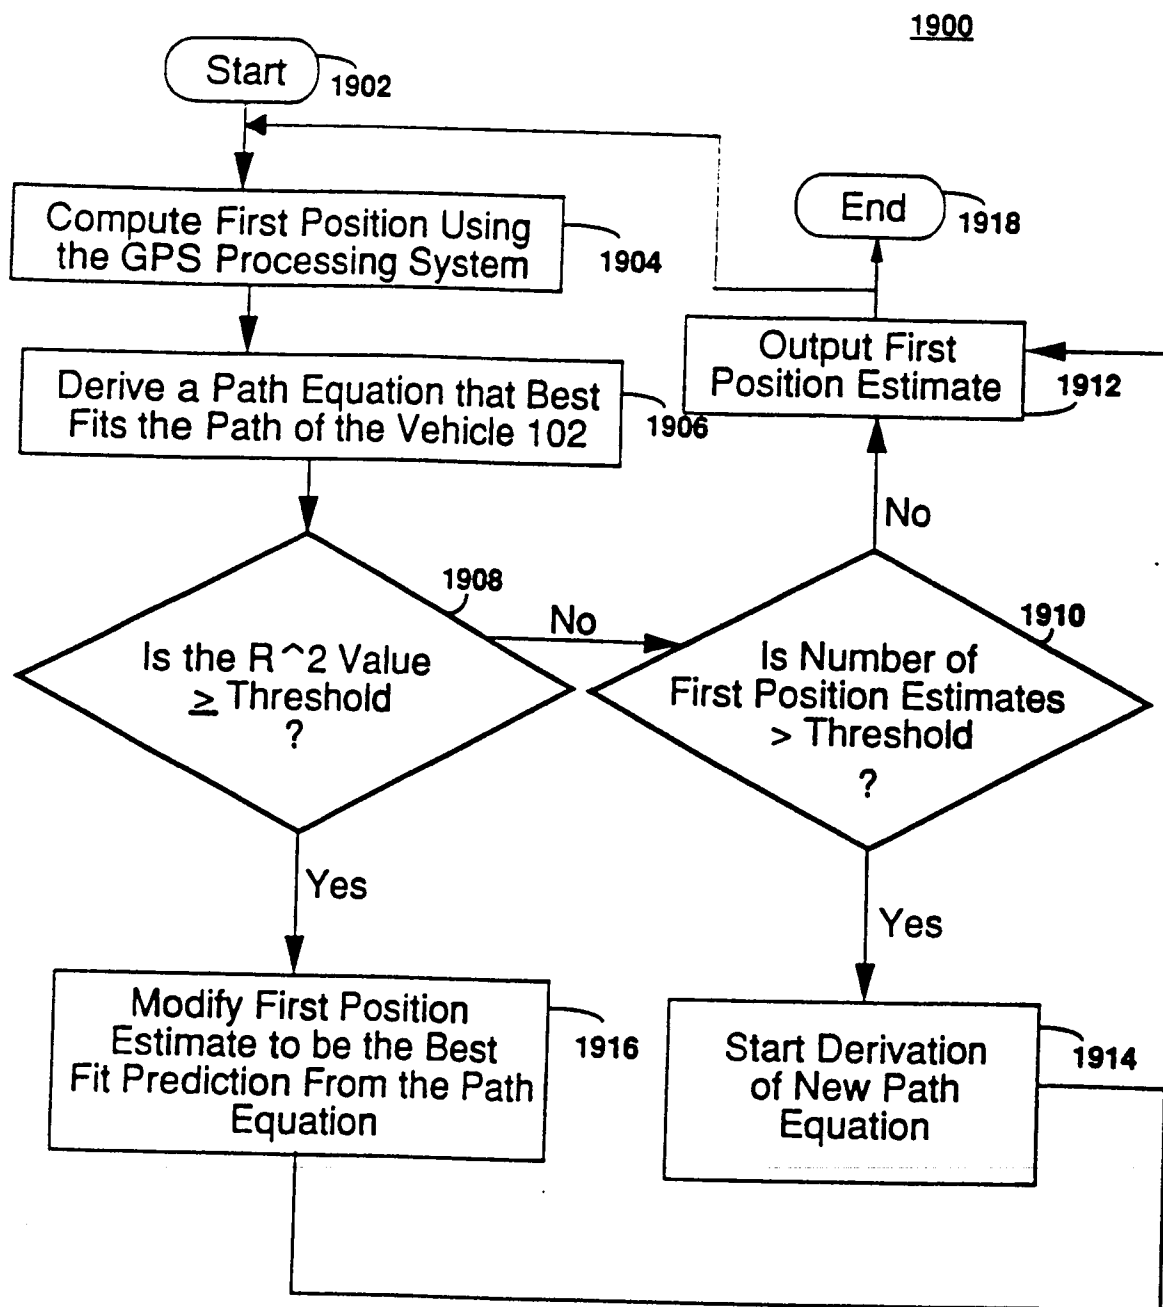 1900
Start
1902
Compute First Position Using
the GPS Processing System
1904
End
1918
Derive a Path Equation that Best
Fits the Path of the Vehicle 102
1906
Output First
Position Estimate
1912
No
1908
Is the R^2 Value
≥ Threshold
?
No
1910
Is Number of
First Position Estimates
> Threshold
?
Yes
Yes
Modify First Position
Estimate to be the Best
Fit Prediction From the Path
Equation
1916
Start Derivation
of New Path
Equation
1914